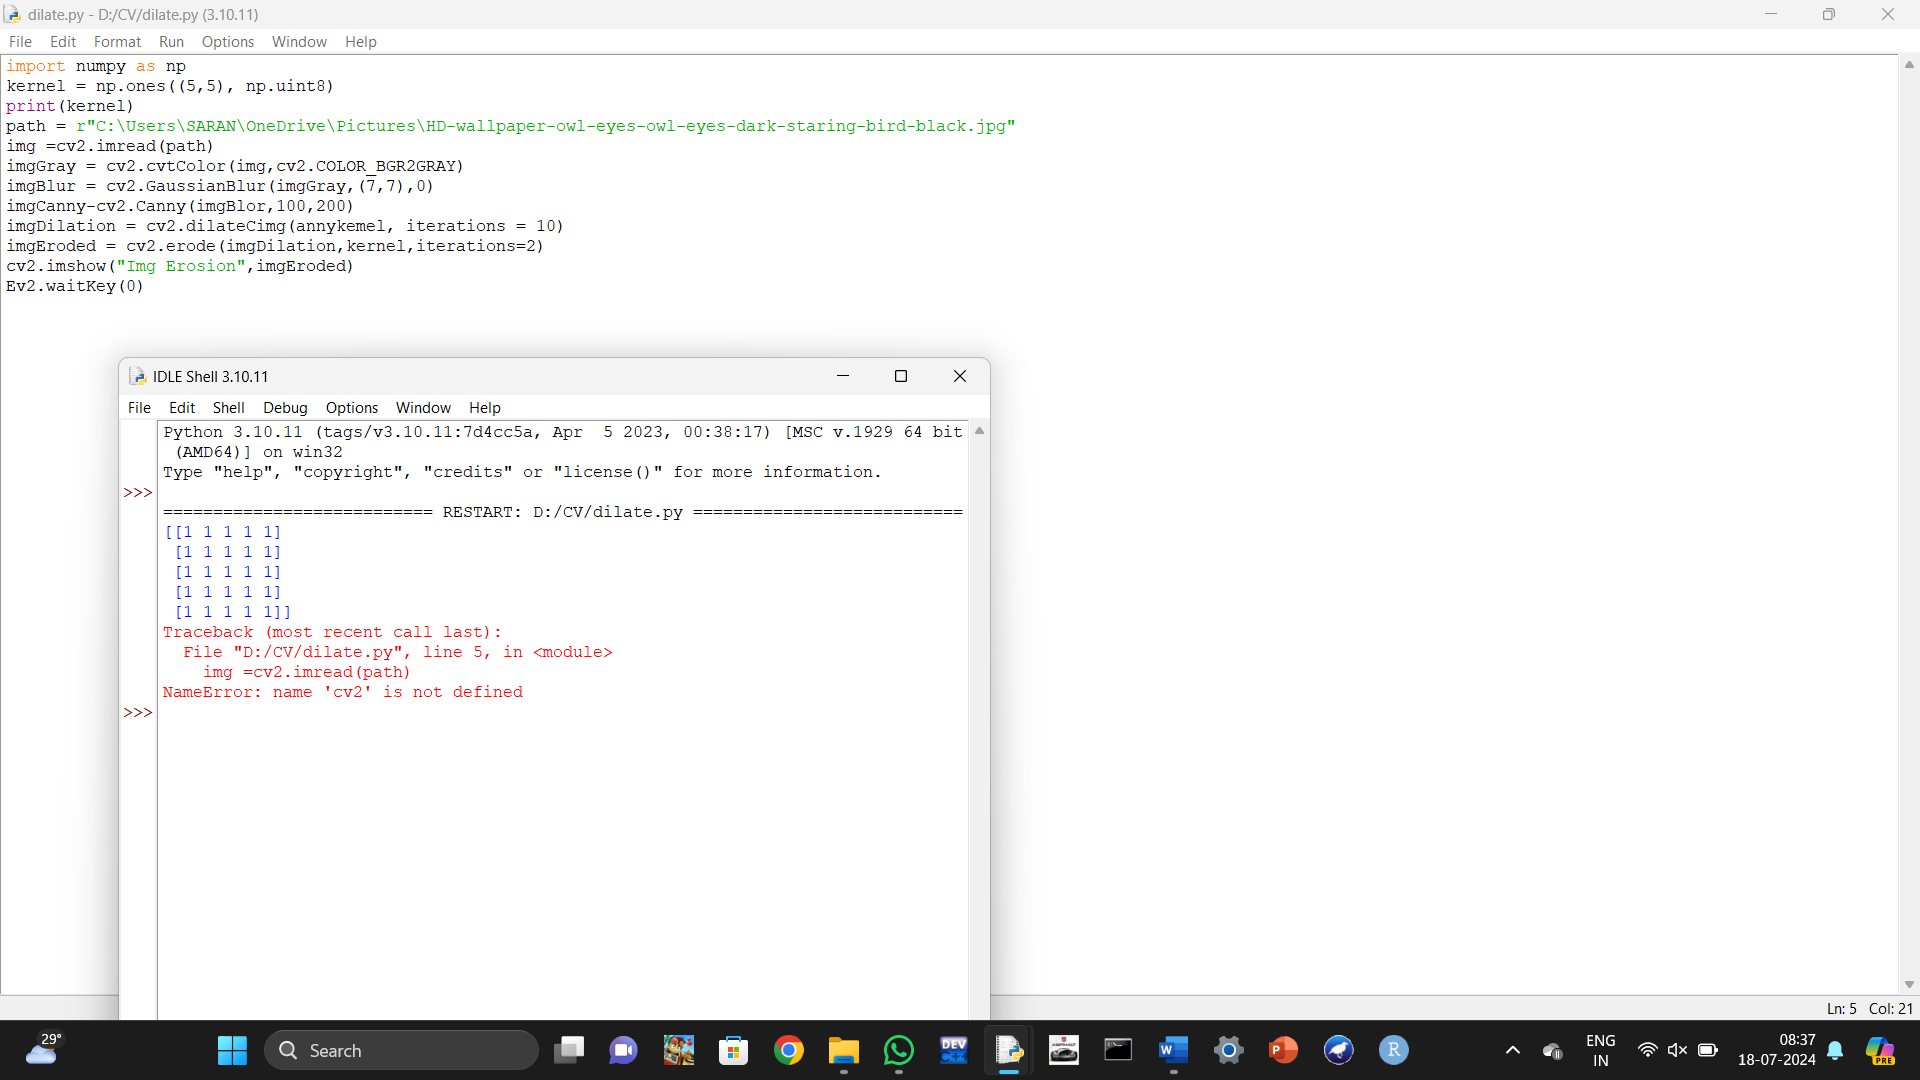 dilate.py - D:/CV/dilate.py (3.10.11)
File Edit Format Run Options Window Help
import numpy as np
kernel = np.ones((5,5), np.uint8)
print(kernel)
path = r"C:\Users\SARAN\OneDrive\Pictures\HD-wallpaper-owl-eyes-owl-eyes-dark-staring-bird-black.jpg"
img =cv2.imread(path)
imgGray = cv2.cvtColor(img,cv2.COLOR_BGR2GRAY)
imgBlur = cv2.GaussianBlur(imgGray,(7,7),0)
imgCanny-cv2.Canny(imgBlor,100,200)
imgDilation = cv2.dilateCimg(annykemel, iterations = 10)
imgEroded = cv2.erode(imgDilation,kernel,iterations=2)
cv2.imshow("Img Erosion",imgEroded)
Ev2.waitKey(0)
IDLE Shell 3.10.11
File Edit Shell Debug Options Window Help
Python 3.10.11 (tags/v3.10.11:7d4cc5a, Apr  5 2023, 00:38:17) [MSC v.1929 64 bit
(AMD64)] on win32
Type "help", "copyright", "credits" or "license()" for more information.
>>>
=========================== RESTART: D:/CV/dilate.py ===========================
[[1 1 1 1 1]
[1 1 1 1 1]
[1 1 1 1 1]
[1 1 1 1 1]
[1 1 1 1 1]]
Traceback (most recent call last):
File "D:/CV/dilate.py", line 5, in <module>
img =cv2.imread(path)
NameError: name 'cv2' is not defined
>>>
Ln: 5 Col: 21
29°
Search
DEV C++
ASPHALT
W
P
R
ENG
IN
08:37
18-07-2024
PRE